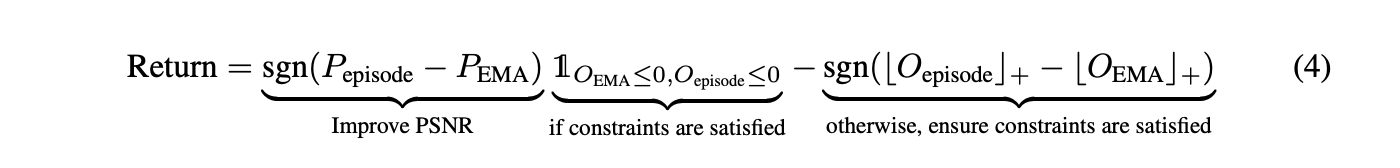 Return = sgn(P_episode − P_EMA) 𝟙_{O_EMA≤0,O_episode≤0} − sgn(⌊O_episode⌋₊ − ⌊O_EMA⌋₊) (4)
Improve PSNR if constraints are satisfied otherwise, ensure constraints are satisfied